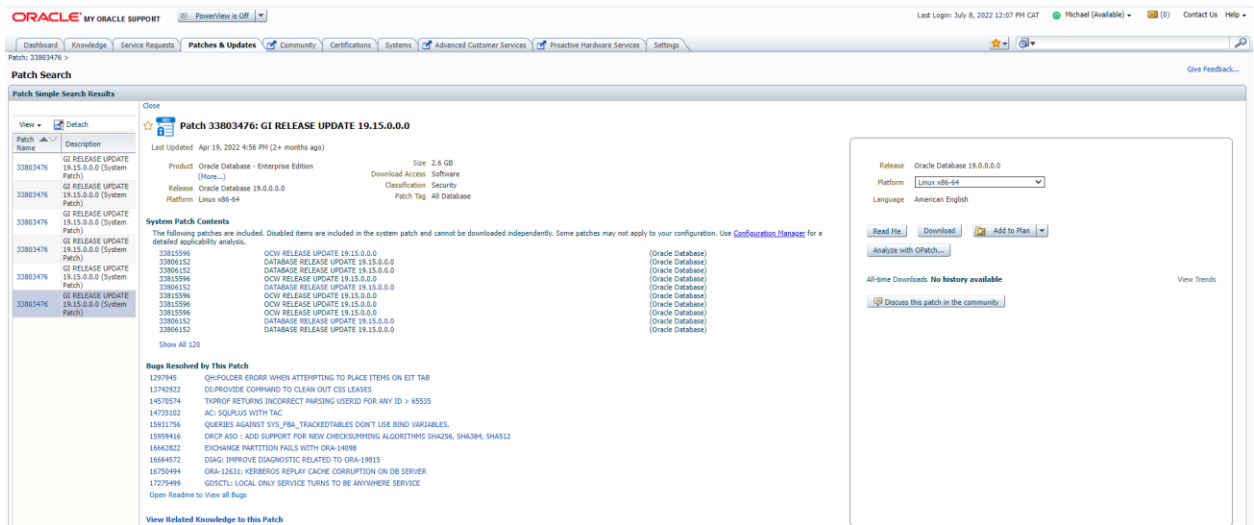 ORACLE MY ORACLE SUPPORT PowerView is Off Last Login: July 8, 2022 12:07 PM CAT Michael (Available) (0) Contact Us Help
Dashboard Knowledge Service Requests Patches & Updates Community Certifications Systems Advanced Customer Services Proactive Hardware Services Settings
Patch: 33803476 >
Give Feedback...
Patch Search
Patch Simple Search Results
View Detach
Patch Name Description
33803476 GI RELEASE UPDATE 19.15.0.0.0 (System Patch)
33803476 GI RELEASE UPDATE 19.15.0.0.0 (System Patch)
33803476 GI RELEASE UPDATE 19.15.0.0.0 (System Patch)
33803476 GI RELEASE UPDATE 19.15.0.0.0 (System Patch)
33803476 GI RELEASE UPDATE 19.15.0.0.0 (System Patch)
33803476 GI RELEASE UPDATE 19.15.0.0.0 (System Patch)
Close
Patch 33803476: GI RELEASE UPDATE 19.15.0.0.0
Last Updated Apr 19, 2022 4:56 PM (2+ months ago)
Product Oracle Database - Enterprise Edition
(More...)
Release Oracle Database 19.0.0.0.0
Platform Linux x86-64
Size 2.6 GB
Download Access Software
Classification Security
Patch Tag All Database
System Patch Contents
The following patches are included. Disabled items are included in the system patch and cannot be downloaded independently. Some patches may not apply to your configuration. Use Configuration Manager for a
detailed applicability analysis.
33815596 OCW RELEASE UPDATE 19.15.0.0.0 (Oracle Database)
33806152 DATABASE RELEASE UPDATE 19.15.0.0.0 (Oracle Database)
33806152 DATABASE RELEASE UPDATE 19.15.0.0.0 (Oracle Database)
33815596 OCW RELEASE UPDATE 19.15.0.0.0 (Oracle Database)
33806152 DATABASE RELEASE UPDATE 19.15.0.0.0 (Oracle Database)
33815596 OCW RELEASE UPDATE 19.15.0.0.0 (Oracle Database)
33815596 OCW RELEASE UPDATE 19.15.0.0.0 (Oracle Database)
33815596 OCW RELEASE UPDATE 19.15.0.0.0 (Oracle Database)
33806152 DATABASE RELEASE UPDATE 19.15.0.0.0 (Oracle Database)
33806152 DATABASE RELEASE UPDATE 19.15.0.0.0 (Oracle Database)
Show All 120
Bugs Resolved by This Patch
1297945 QH:FOLDER ERORR WHEN ATTEMPTING TO PLACE ITEMS ON EIT TAB
13742922 DI:PROVIDE COMMAND TO CLEAN OUT CSS LEASES
14570574 TKPROF RETURNS INCORRECT PARSING USERID FOR ANY ID > 65535
14735102 AC: SQLPLUS WITH TAC
15931756 QUERIES AGAINST SYS_FBA_TRACKEDTABLES DON'T USE BIND VARIABLES.
15959416 DRCP ASO : ADD SUPPORT FOR NEW CHECKSUMMING ALGORITHMS SHA256, SHA384, SHA512
16662822 EXCHANGE PARTITION FAILS WITH ORA-14098
16664572 DIAG: IMPROVE DIAGNOSTIC RELATED TO ORA-19815
16750494 ORA-12631: KERBEROS REPLAY CACHE CORRUPTION ON DB SERVER
17275499 GDSCTL: LOCAL ONLY SERVICE TURNS TO BE ANYWHERE SERVICE
Open Readme to View all Bugs
View Related Knowledge to this Patch
Release Oracle Database 19.0.0.0.0
Platform Linux x86-64
Language American English
Read Me Download Add to Plan
Analyze with OPatch...
All-time Downloads No history available View Trends
Discuss this patch in the community